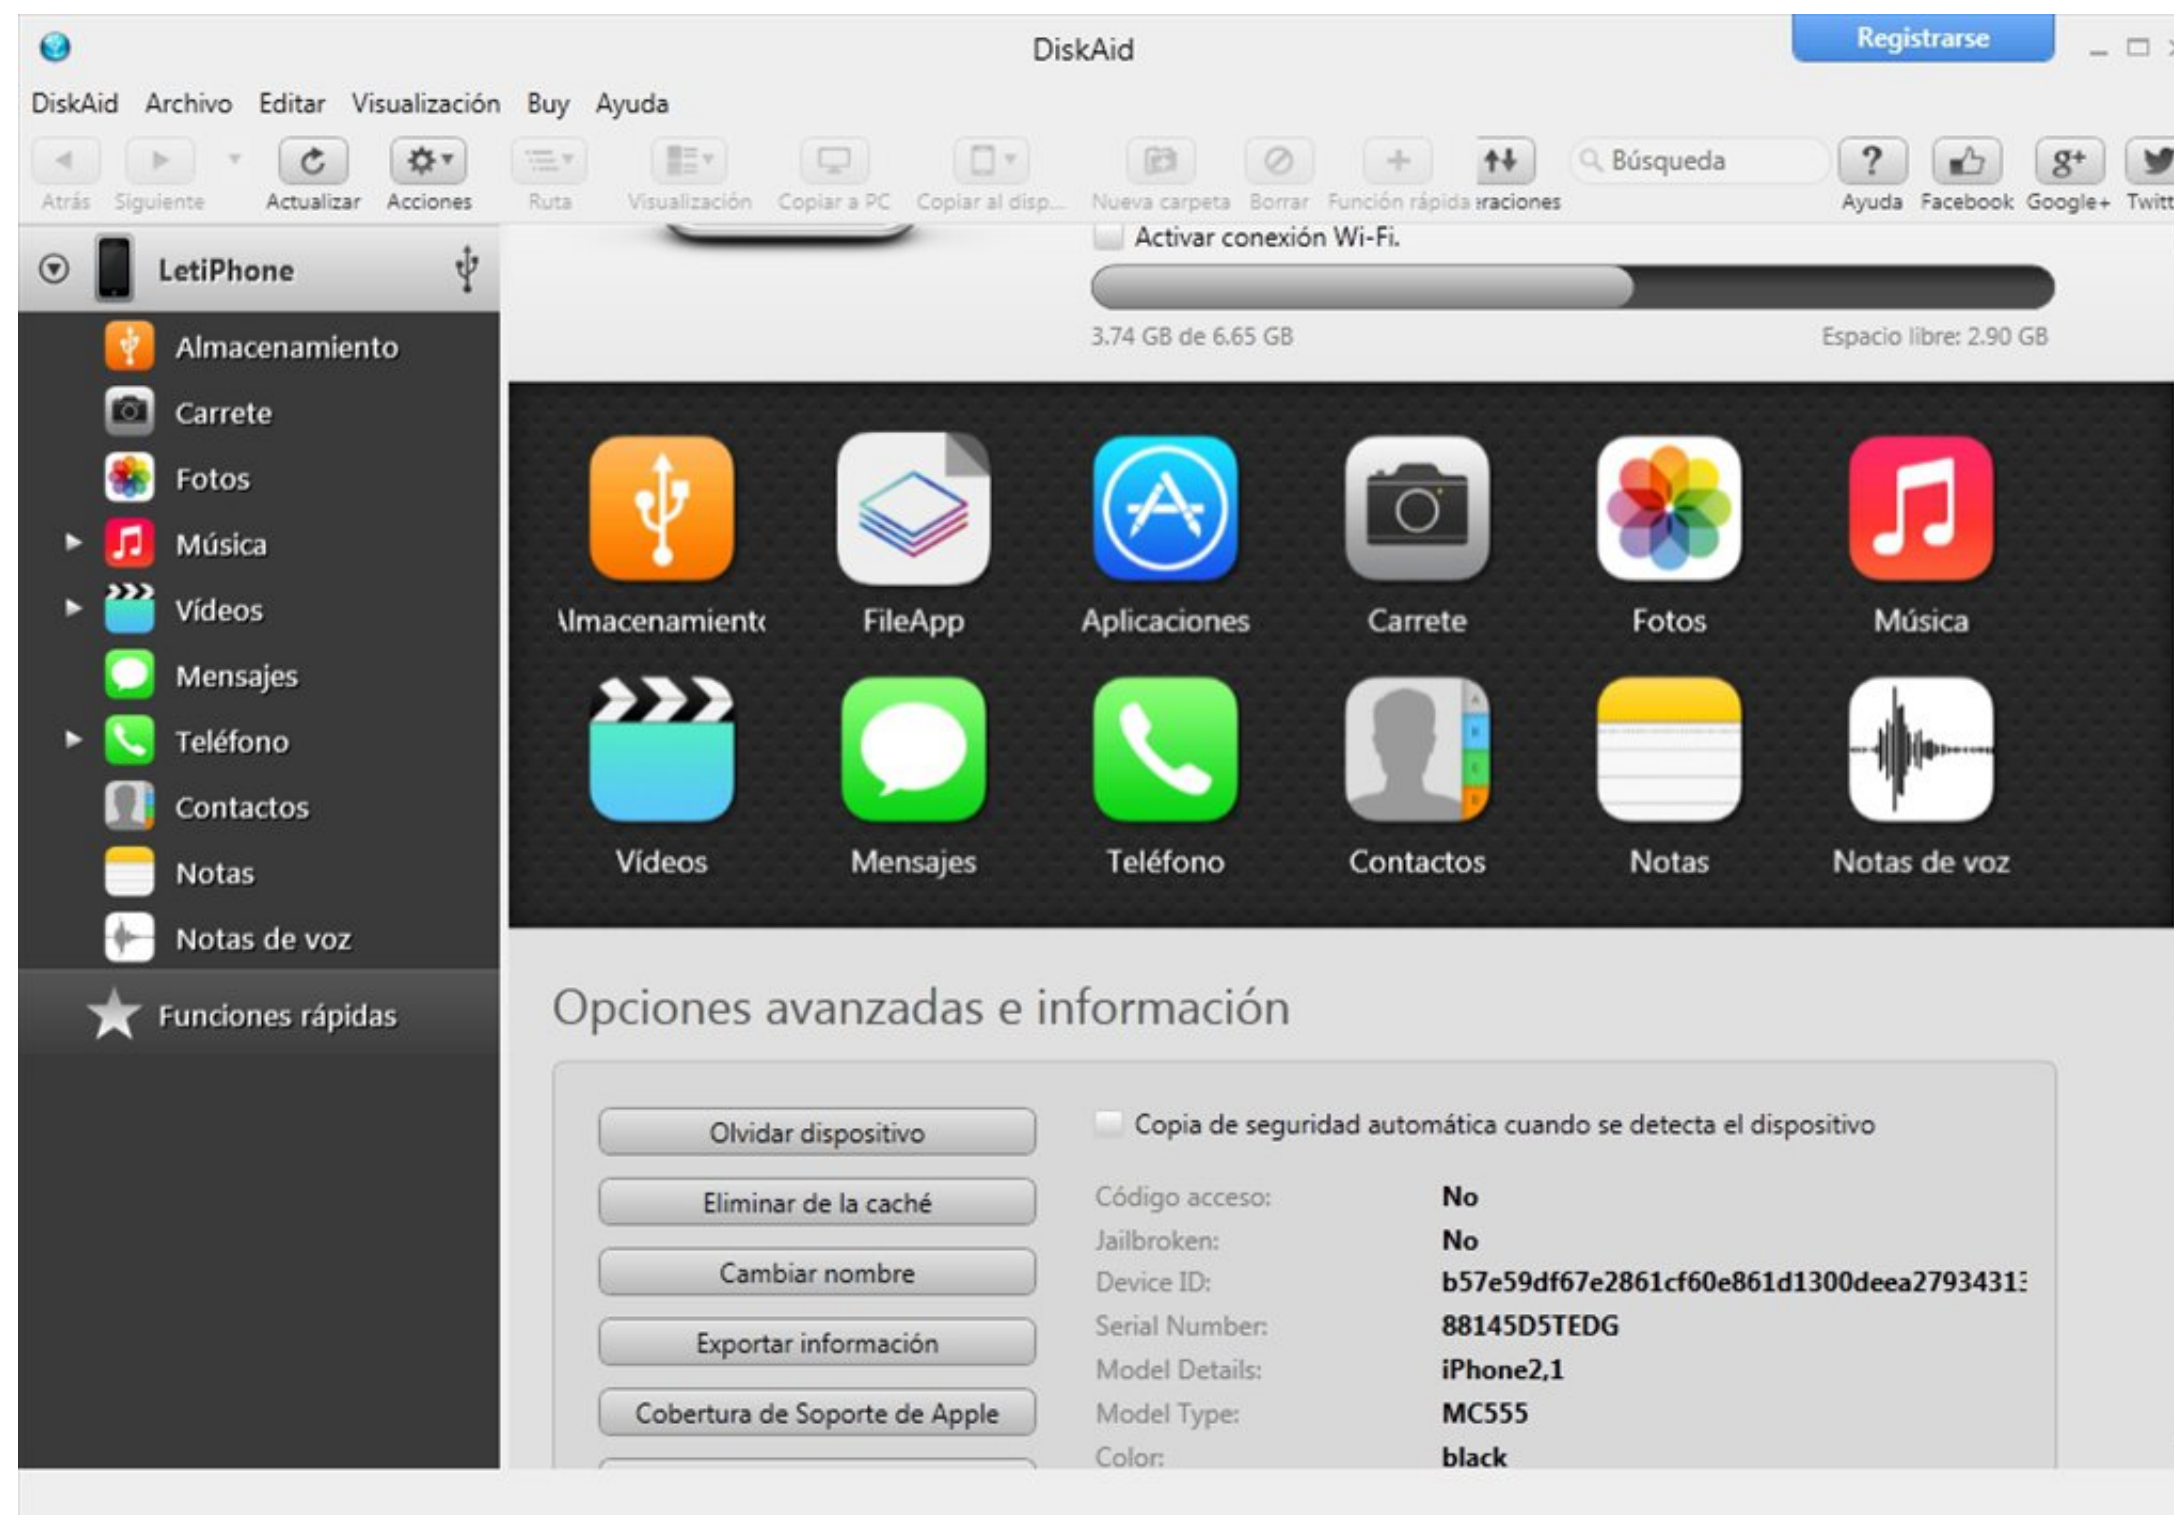 DiskAid
Registrarse
DiskAid Archivo Editar Visualización Buy Ayuda
Búsqueda
Atrás Siguiente Actualizar Acciones Ruta Visualización Copiar a PC Copiar al disp... Nueva carpeta Borrar Función rápida eraciones Ayuda Facebook Google+ Twitt
LetiPhone
Almacenamiento
Carrete
Fotos
Música
Vídeos
Mensajes
Teléfono
Contactos
Notas
Notas de voz
Funciones rápidas
Activar conexión Wi-Fi.
3.74 GB de 6.65 GB Espacio libre: 2.90 GB
Almacenamiento FileApp Aplicaciones Carrete Fotos Música
Vídeos Mensajes Teléfono Contactos Notas Notas de voz
Opciones avanzadas e información
Olvidar dispositivo
Eliminar de la caché
Cambiar nombre
Exportar información
Cobertura de Soporte de Apple
Copia de seguridad automática cuando se detecta el dispositivo
Código acceso: No
Jailbroken: No
Device ID: b57e59df67e2861cf60e861d1300deea2793431
Serial Number: 88145D5TEDG
Model Details: iPhone2,1
Model Type: MC555
Color: black